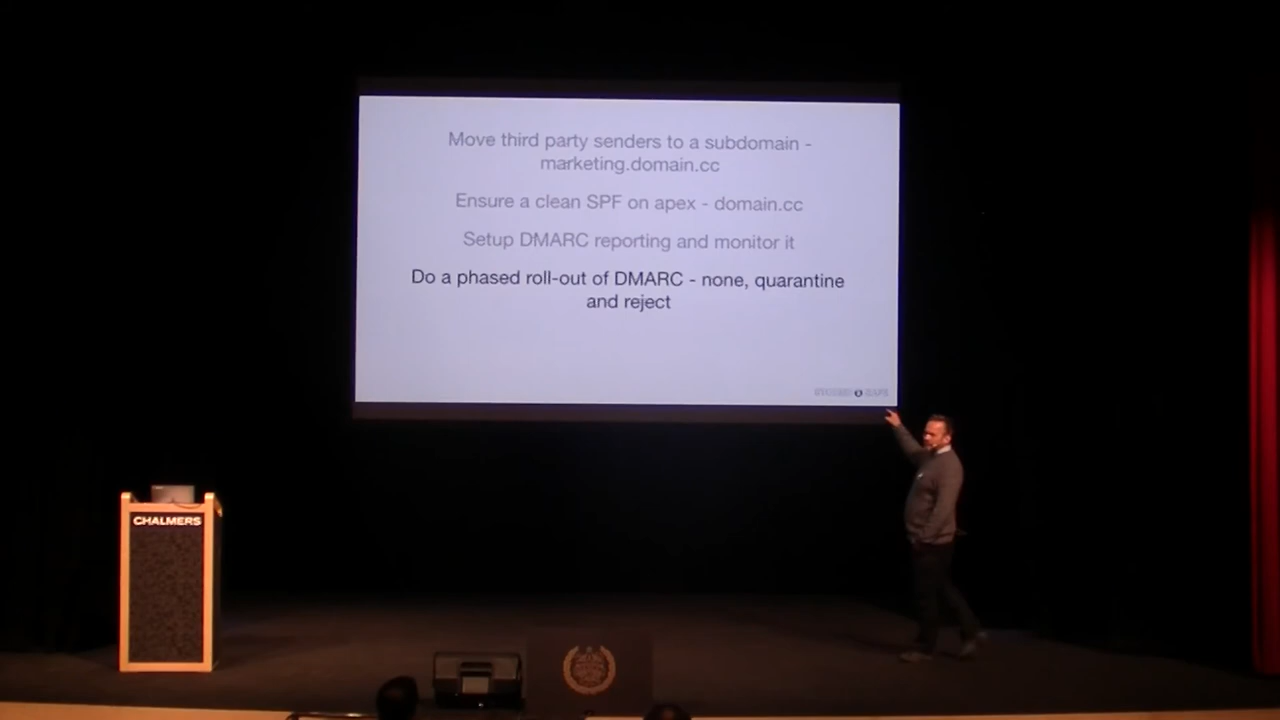 Move third party senders to a subdomain -
marketing.domain.cc
Ensure a clean SPF on apex - domain.cc
Setup DMARC reporting and monitor it
Do a phased roll-out of DMARC - none, quarantine
and reject
CHALMERS